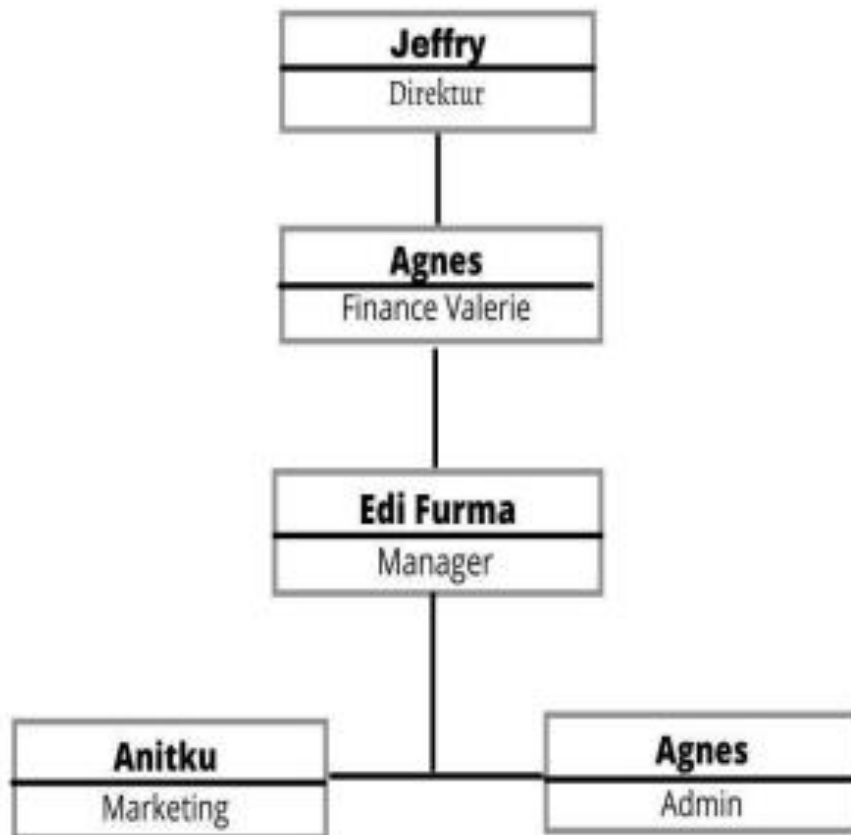 Jeffry
Direktur
Agnes
Finance Valerie
Edi Furma
Manager
Anitku
Marketing
Agnes
Admin